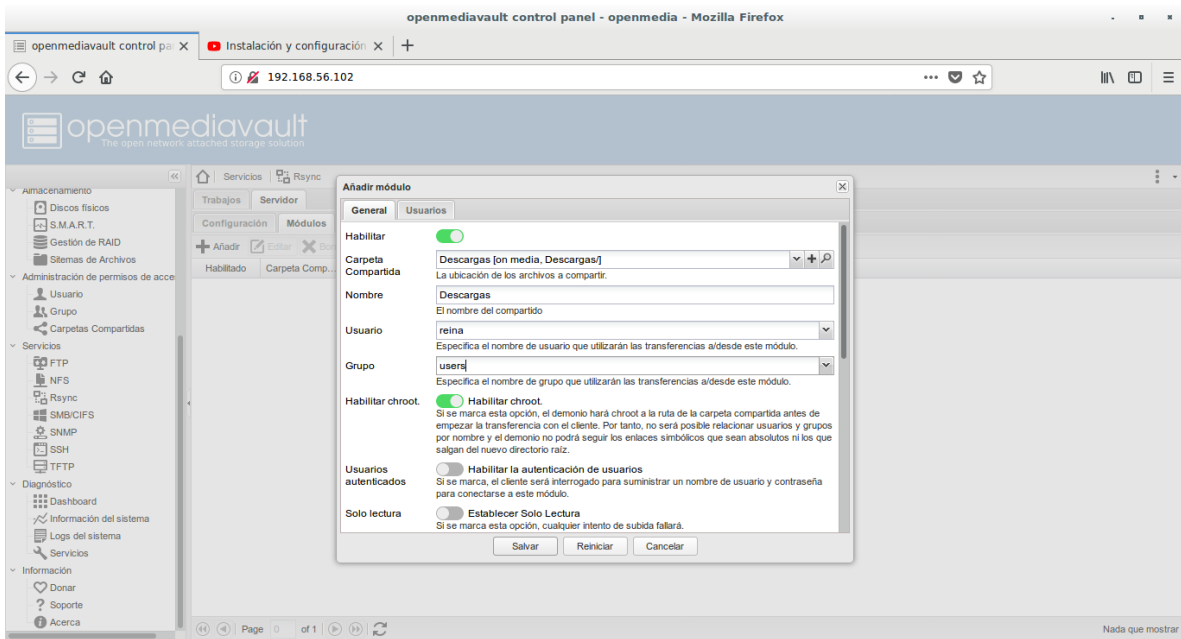 openmediavault control panel - openmedia - Mozilla Firefox
openmediavault control pa
Instalación y configuración
192.168.56.102
openmediavault
The open network attached storage solution
Almacenamiento
Discos físicos
S.M.A.R.T.
Gestión de RAID
Sitemas de Archivos
Administración de permisos de acce
Usuario
Grupo
Carpetas Compartidas
Servicios
FTP
NFS
Rsync
SMB/CIFS
SNMP
SSH
TFTP
Diagnóstico
Dashboard
Información del sistema
Logs del sistema
Servicios
Información
Donar
Soporte
Acerca
Servicios Rsync
Trabajos Servidor
Configuración Módulos
Añadir Editar Bor
Habilitado Carpeta Comp...
Añadir módulo
General Usuarios
Habilitar
Carpeta Compartida
Descargas [on media, Descargas/]
La ubicación de los archivos a compartir.
Nombre
Descargas
El nombre del compartido
Usuario
reina
Especifica el nombre de usuario que utilizarán las transferencias a/desde este módulo.
Grupo
users
Especifica el nombre de grupo que utilizarán las transferencias a/desde este módulo.
Habilitar chroot.
Habilitar chroot.
Si se marca esta opción, el demonio hará chroot a la ruta de la carpeta compartida antes de
empezar la transferencia con el cliente. Por tanto, no será posible relacionar usuarios y grupos
por nombre y el demonio no podrá seguir los enlaces simbólicos que sean absolutos ni los que
salgan del nuevo directorio raíz.
Usuarios
autenticados
Habilitar la autenticación de usuarios
Si se marca, el cliente será interrogado para suministrar un nombre de usuario y contraseña
para conectarse a este módulo.
Solo lectura
Establecer Solo Lectura
Si se marca esta opción, cualquier intento de subida fallará.
Salvar Reiniciar Cancelar
Page 0 of 1
Nada que mostrar